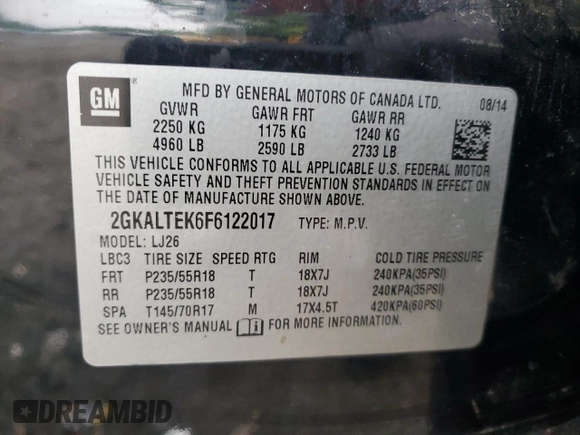 GM
MFD BY GENERAL MOTORS OF CANADA LTD. 08/14
GVWR GAWR FRT GAWR RR
2250 KG 1175 KG 1240 KG
4960 LB 2590 LB 2733 LB
THIS VEHICLE CONFORMS TO ALL APPLICABLE U.S. FEDERAL MOTOR
VEHICLE SAFETY AND THEFT PREVENTION STANDARDS IN EFFECT ON
THE DATE OF MANUFACTURE SHOWN ABOVE.
2GKALTEK6F6122017 TYPE: M.P.V.
MODEL: LJ26
LBC3 TIRE SIZE SPEED RTG RIM COLD TIRE PRESSURE
FRT P235/55R18 T 18X7J 240KPA(35PSI)
RR P235/55R18 T 18X7J 240KPA(35PSI)
SPA T145/70R17 M 17X4.5T 420KPA(60PSI)
SEE OWNER'S MANUAL i FOR MORE INFORMATION.
DREAMBID